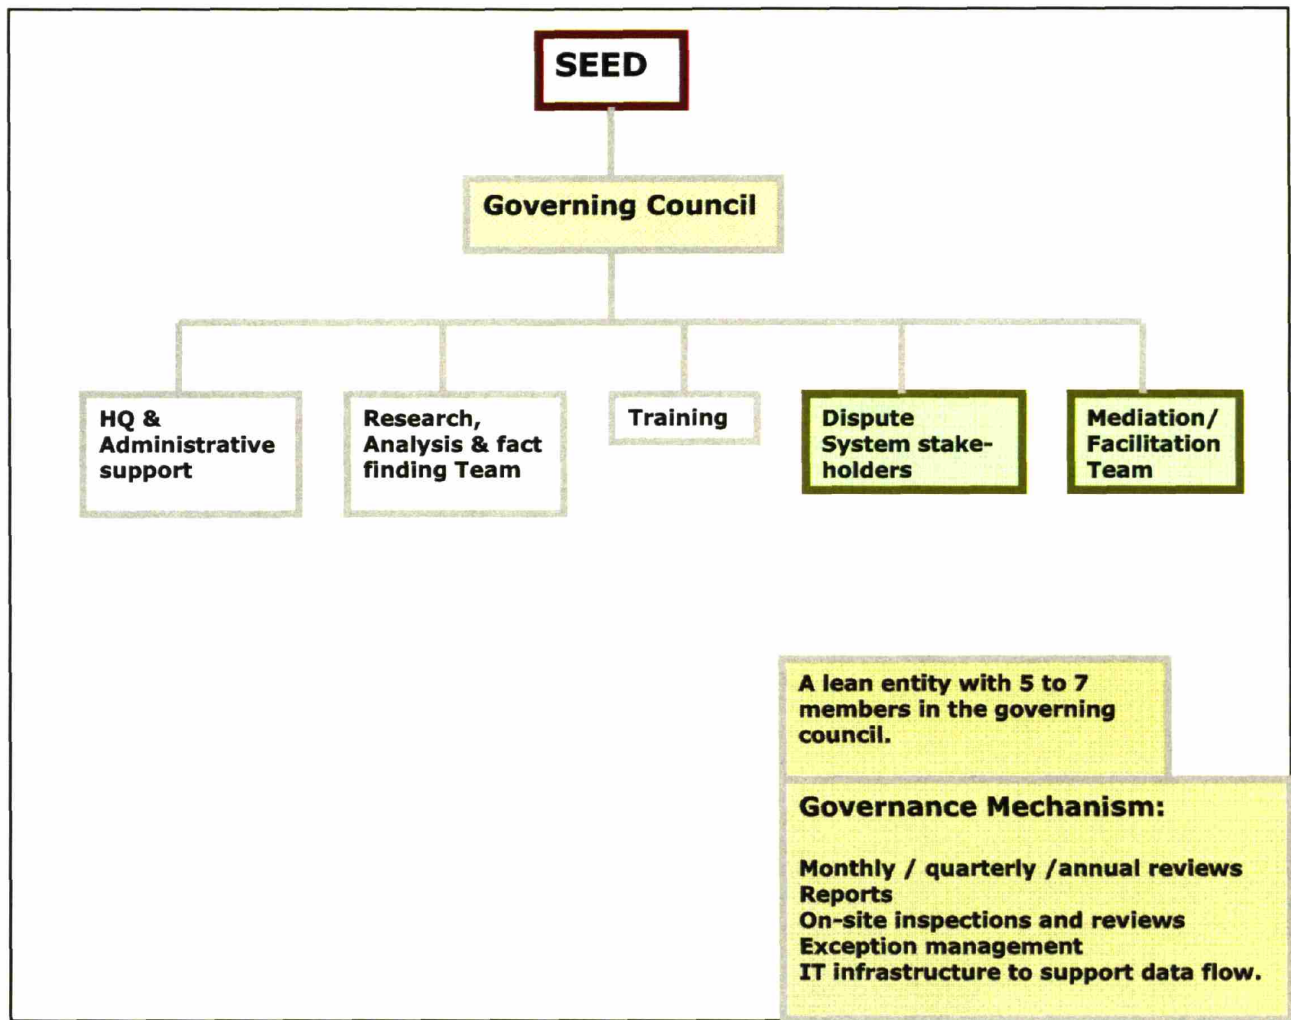 SEED
Governing Council
HQ &
Administrative
support
Research,
Analysis & fact
finding Team
Training
Dispute
System stake-
holders
Mediation/
Facilitation
Team
A lean entity with 5 to 7
members in the governing
council.
Governance Mechanism:
Monthly / quarterly /annual reviews
Reports
On-site inspections and reviews
Exception management
IT infrastructure to support data flow.